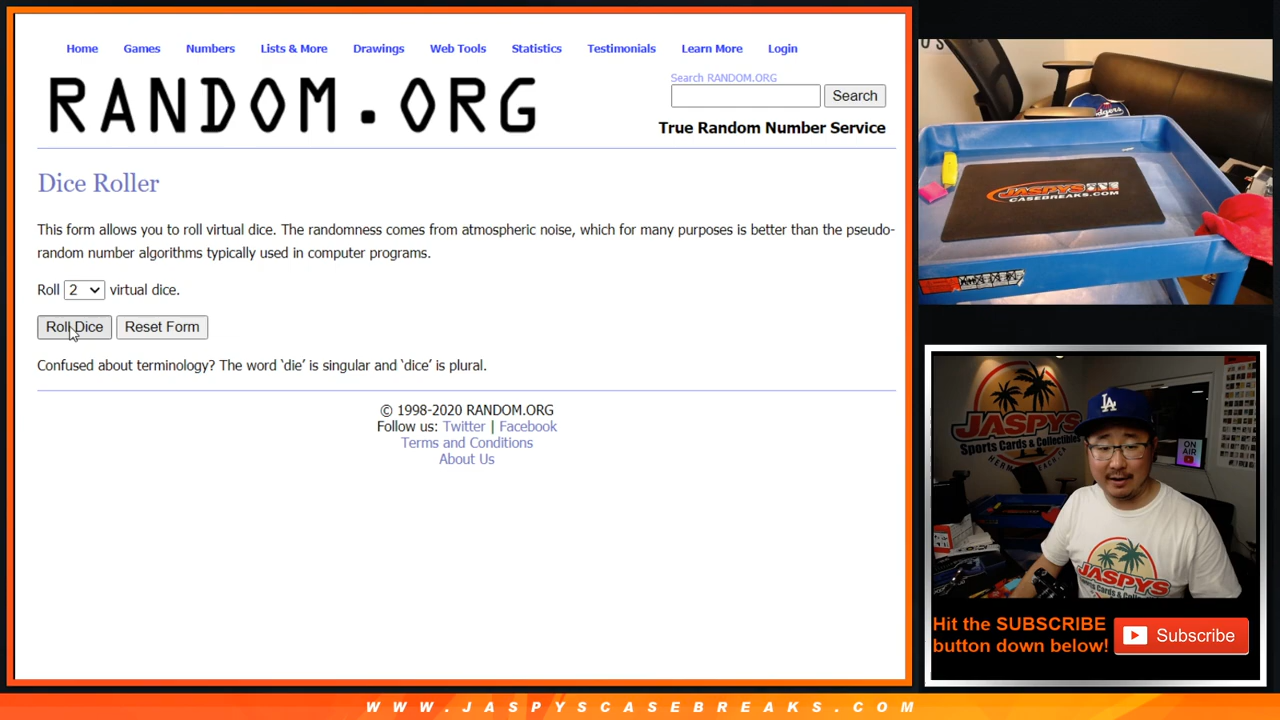 Home Games Numbers Lists & More Drawings Web Tools Statistics Testimonials Learn More Login
RANDOM.ORG
Search RANDOM.ORG
Search
True Random Number Service
Dice Roller
This form allows you to roll virtual dice. The randomness comes from atmospheric noise, which for many purposes is better than the pseudo-
random number algorithms typically used in computer programs.
Roll 2 virtual dice.
Roll Dice Reset Form
Confused about terminology? The word ‘die’ is singular and ‘dice’ is plural.
© 1998-2020 RANDOM.ORG
Follow us: Twitter | Facebook
Terms and Conditions
About Us
Dodgers
JASPYS
CASEBREAKS.COM
JASPYS
Sports Cards & Collectibles
ON
AIR
LA
JASPYS
Hit the SUBSCRIBE
button down below!
Subscribe
WWW.JASPYSCASEBREAKS.COM